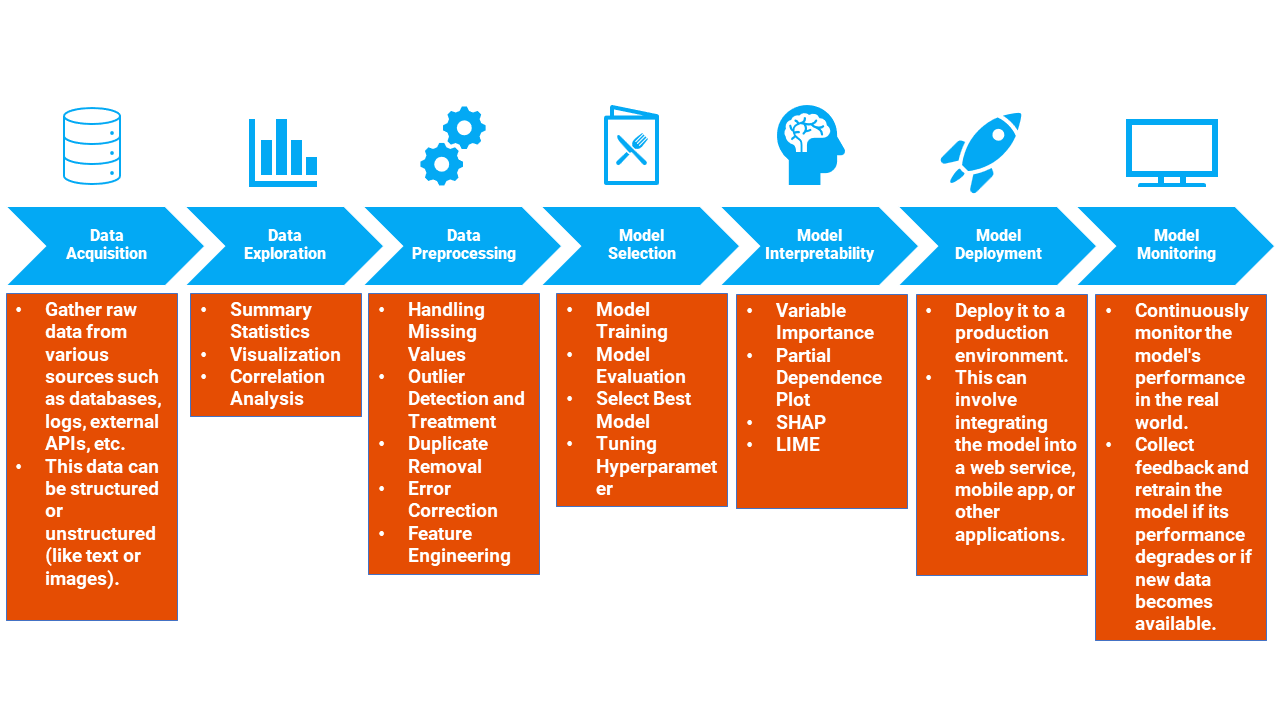 Data
Acquisition
Data
Exploration
Data
Preprocessing
Model
Selection
Model
Interpretability
Model
Deployment
Model
Monitoring
• Gather raw
data from
various
sources such
as databases,
logs, external
APIs, etc.
• This data can
be structured
or
unstructured
(like text or
images).
• Summary
Statistics
• Visualization
• Correlation
Analysis
• Handling
Missing
Values
• Outlier
Detection and
Treatment
• Duplicate
Removal
• Error
Correction
• Feature
Engineering
• Model
Training
• Model
Evaluation
• Select Best
Model
• Tuning
Hyperparamet
er
• Variable
Importance
• Partial
Dependence
Plot
• SHAP
• LIME
• Deploy it to a
production
environment.
• This can
involve
integrating
the model into
a web service,
mobile app, or
other
applications.
• Continuously
monitor the
model's
performance
in the real
world.
• Collect
feedback and
retrain the
model if its
performance
degrades or if
new data
becomes
available.